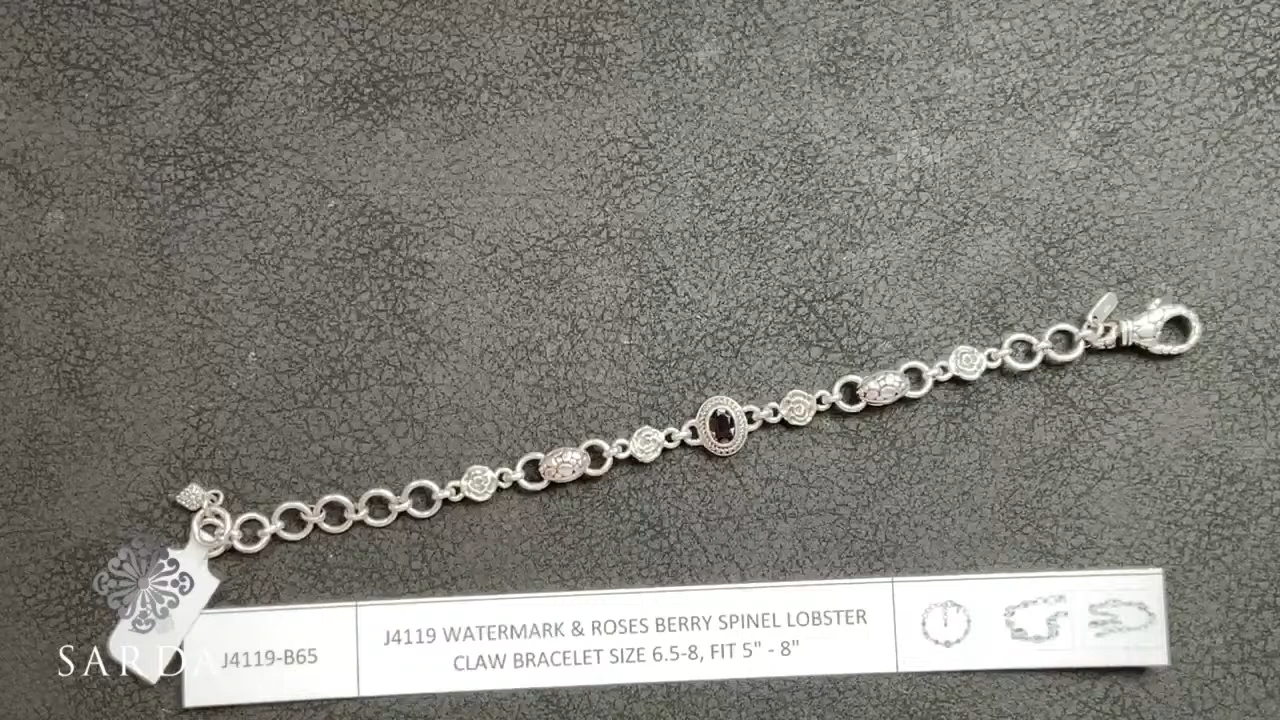 J4119-B65
J4119 WATERMARK & ROSES BERRY SPINEL LOBSTER
CLAW BRACELET SIZE 6.5-8, FIT 5" - 8"
SARDA